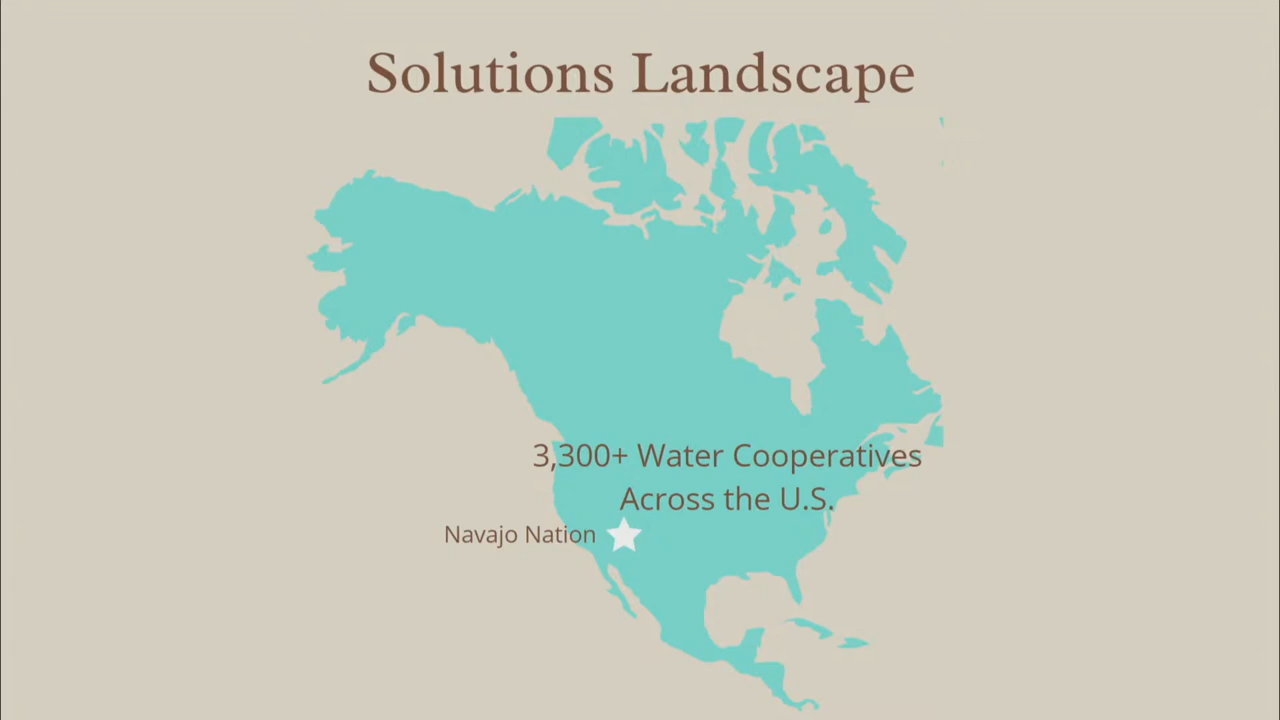 Solutions Landscape
3,300+ Water Cooperatives
Across the U.S.
Navajo Nation